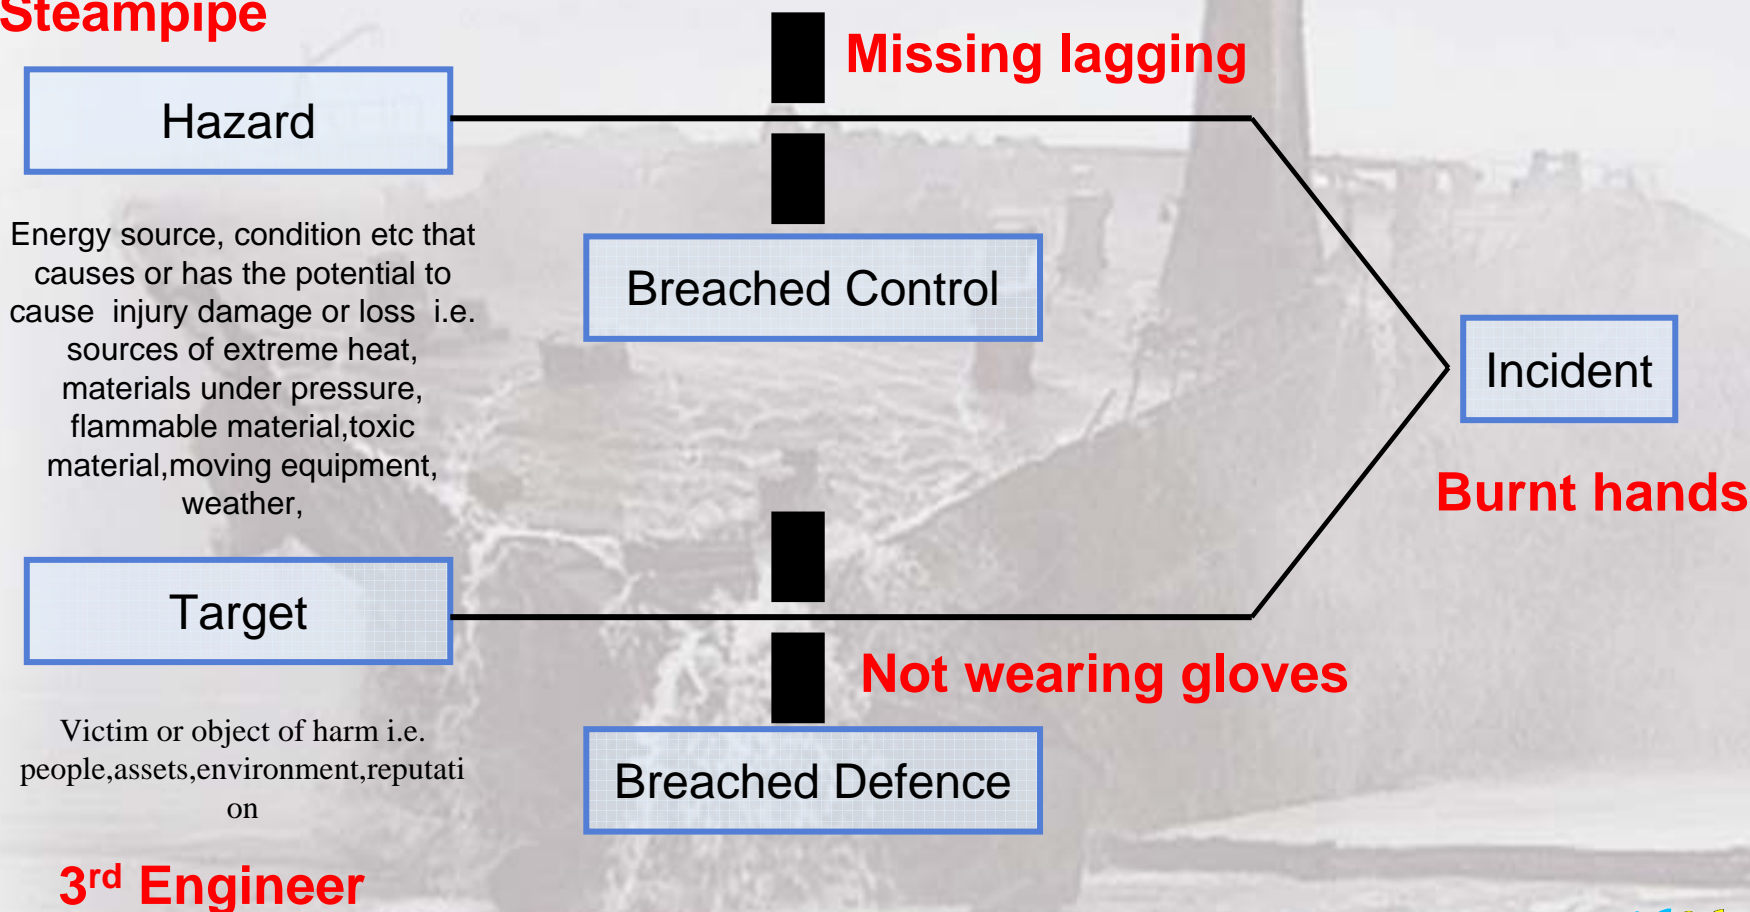 Steampipe
Missing lagging
Hazard
Energy source, condition etc that
causes or has the potential to
cause injury damage or loss i.e.
sources of extreme heat,
materials under pressure,
flammable material,toxic
material,moving equipment,
weather,
Breached Control
Incident
Burnt hands
Target
Not wearing gloves
Victim or object of harm i.e.
people,assets,environment,reputati
on
Breached Defence
3rd Engineer